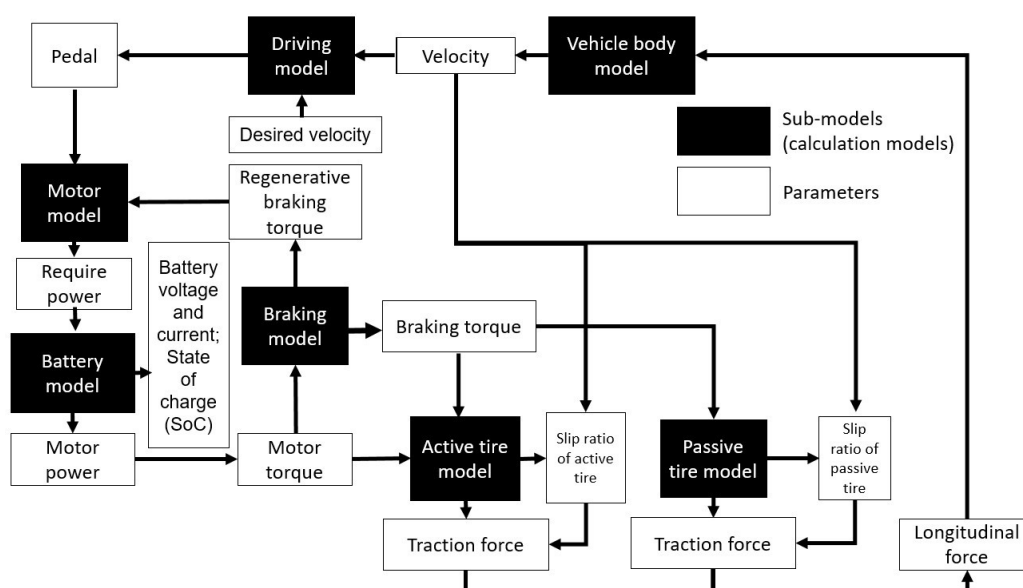 Pedal
Driving
model
Velocity
Vehicle body
model
Desired velocity
Sub-models
(calculation models)
Parameters
Motor
model
Regenerative
braking
torque
Require
power
Battery
voltage
and
current;
State
of
charge
(SoC)
Braking
model
Braking torque
Battery
model
Motor
power
Motor
torque
Active tire
model
Slip ratio
of active
tire
Passive
tire model
Slip
ratio of
passive
tire
Traction force
Traction force
Longitudinal
force